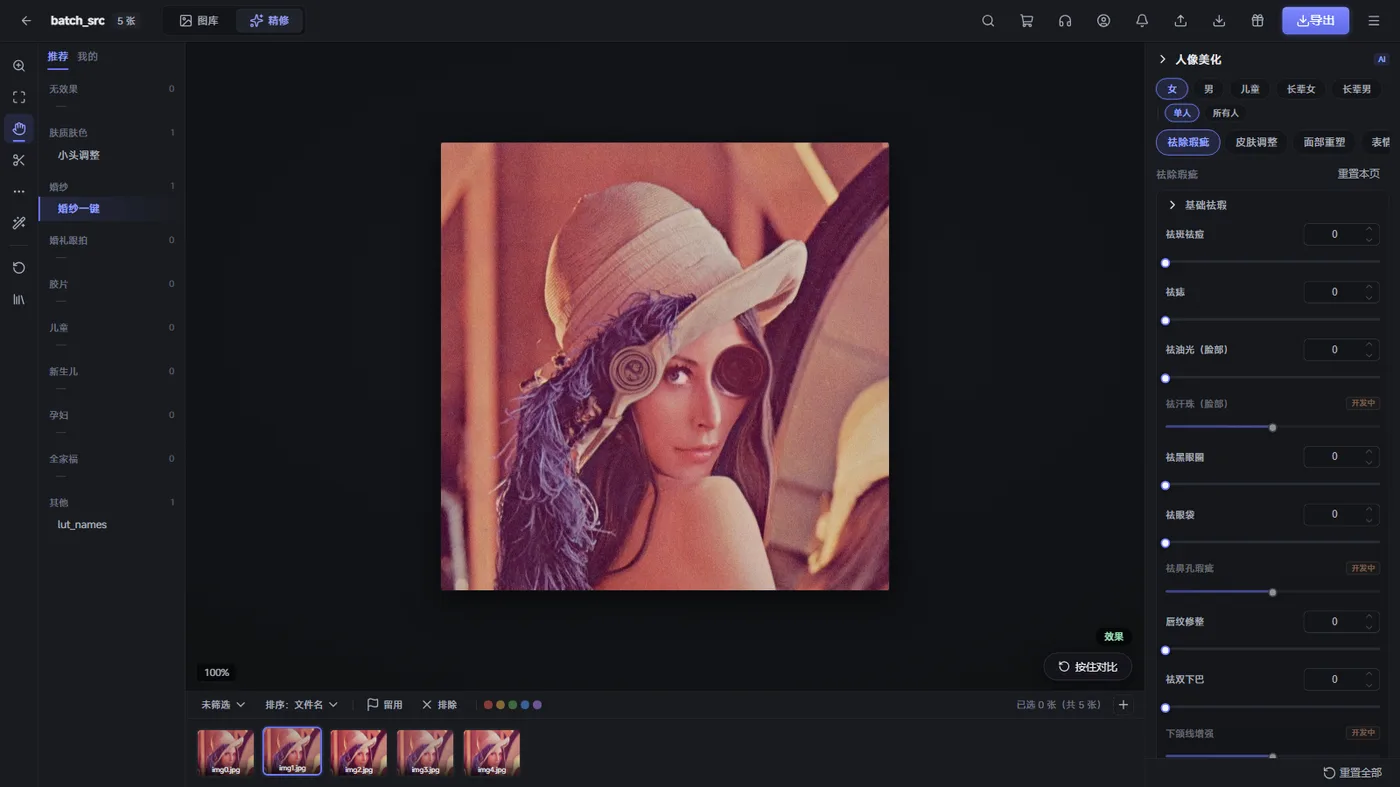 batch_src 5 张 图库 精修 导出
推荐 我的
无效果 0
—
肤质肤色 1
小头调整
婚纱 1
婚纱一键
婚礼跟拍 0
—
胶片 0
—
儿童 0
—
新生儿 0
—
孕妇 0
—
全家福 0
—
其他 1
lut_names
效果
100%
按住对比
未筛选 排序: 文件名 留用 排除 已选 0 张（共 5 张）
img0.jpg img1.jpg img2.jpg img3.jpg img4.jpg
人像美化 AI
女 男 儿童 长辈女 长辈男
单人 所有人
祛除瑕疵 皮肤调整 面部重塑 表情
祛除瑕疵 重置本页
基础祛瑕
祛斑祛痘 0
祛痣 0
祛油光（脸部） 0
祛汗珠（脸部） 开发中
祛黑眼圈 0
祛眼袋 0
祛鼻孔瑕疵 开发中
唇纹修整 0
祛双下巴 0
下颌线增强 开发中
重置全部